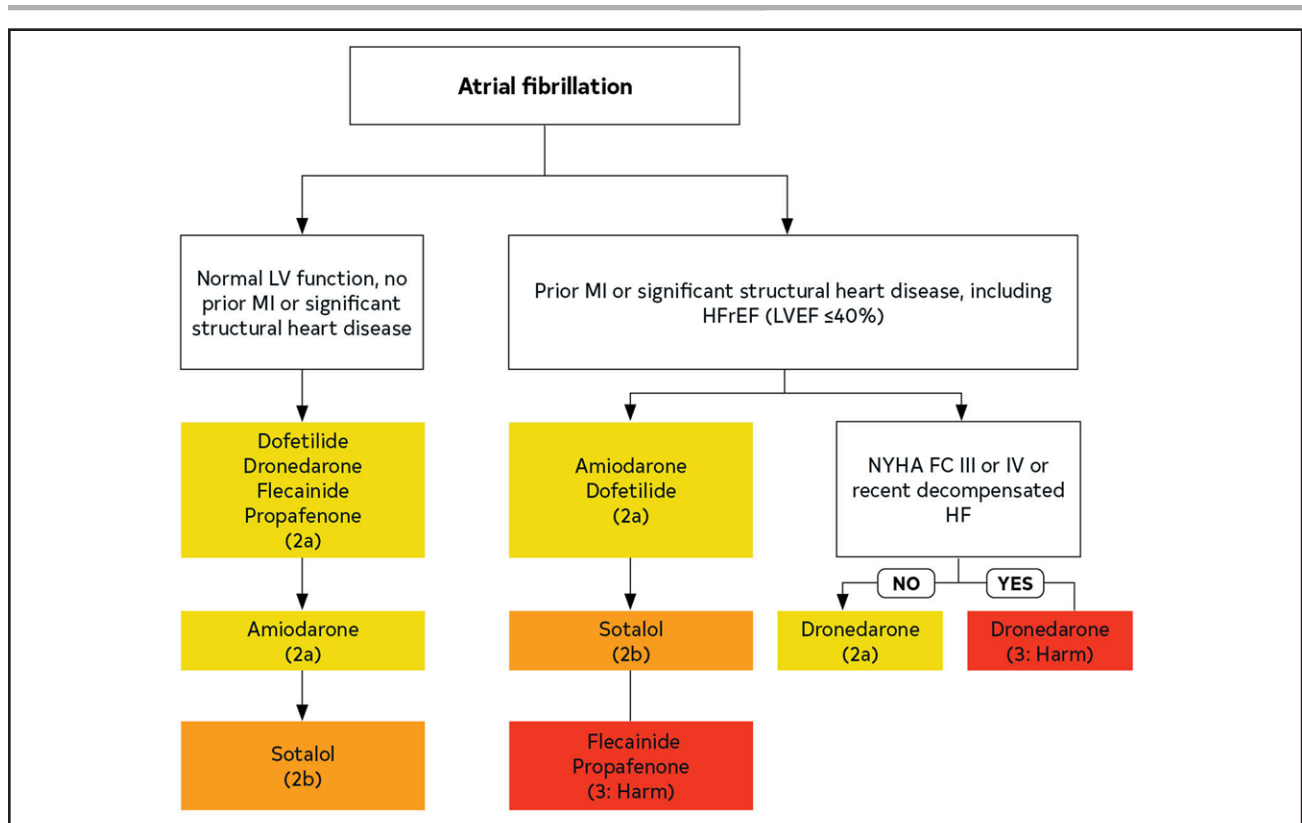 Atrial fibrillation
Normal LV function, no
prior MI or significant
structural heart disease
Prior MI or significant structural heart disease, including
HFrEF (LVEF ≤40%)
Dofetilide
Dronedarone
Flecainide
Propafenone
(2a)
Amiodarone
Dofetilide
(2a)
NYHA FC III or IV or
recent decompensated
HF
NO
YES
Amiodarone
(2a)
Sotalol
(2b)
Dronedarone
(2a)
Dronedarone
(3: Harm)
Sotalol
(2b)
Flecainide
Propafenone
(3: Harm)